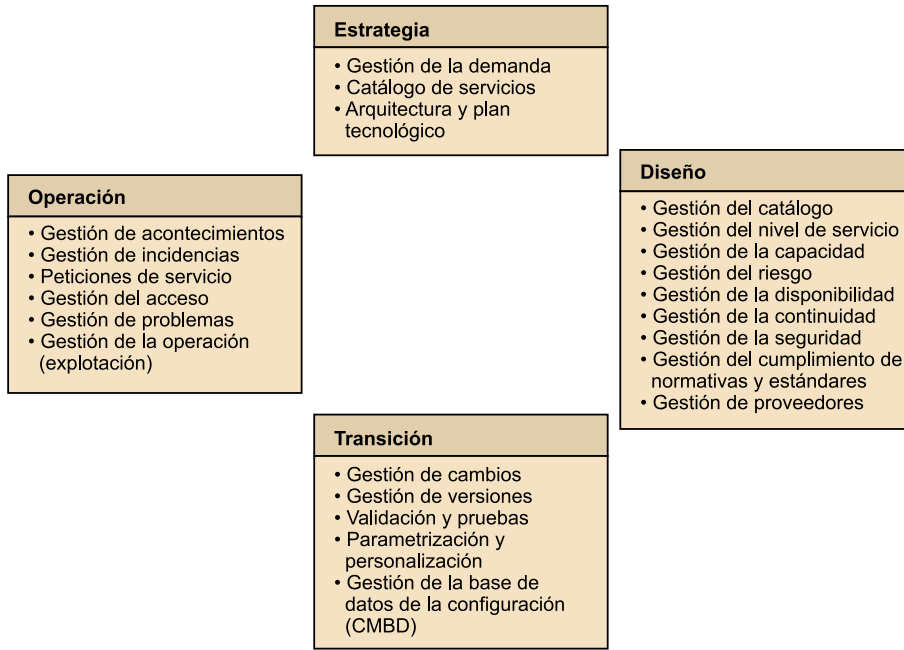 Estrategia
• Gestión de la demanda
• Catálogo de servicios
• Arquitectura y plan
tecnológico
Operación
• Gestión de acontecimientos
• Gestión de incidencias
• Peticiones de servicio
• Gestión del acceso
• Gestión de problemas
• Gestión de la operación
(explotación)
Diseño
• Gestión del catálogo
• Gestión del nivel de servicio
• Gestión de la capacidad
• Gestión del riesgo
• Gestión de la disponibilidad
• Gestión de la continuidad
• Gestión de la seguridad
• Gestión del cumplimiento de
normativas y estándares
• Gestión de proveedores
Transición
• Gestión de cambios
• Gestión de versiones
• Validación y pruebas
• Parametrización y
personalización
• Gestión de la base de
datos de la configuración
(CMBD)